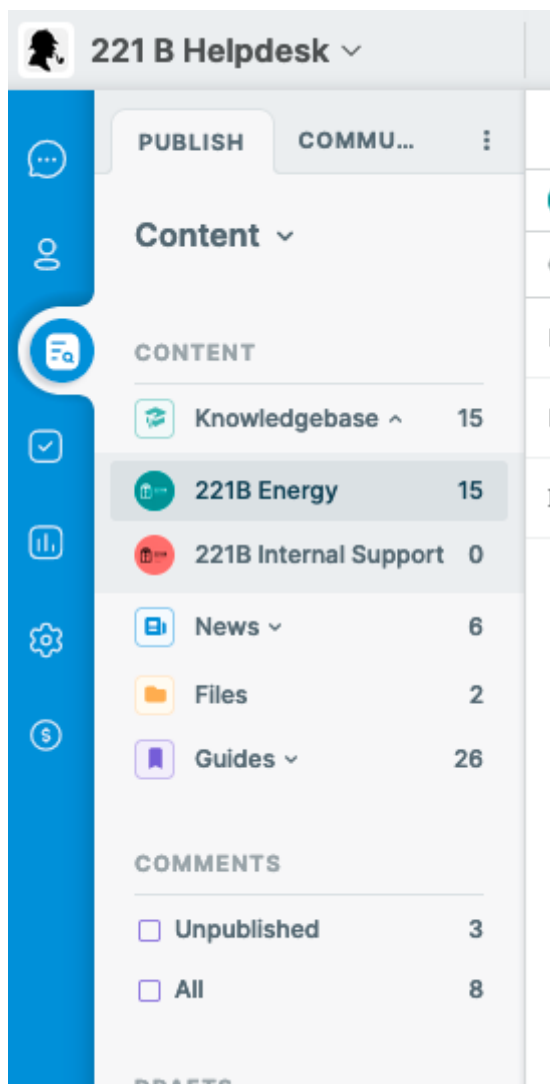 221 B Helpdesk
PUBLISH COMMU...
Content
CONTENT
Knowledgebase 15
221B Energy 15
221B Internal Support 0
News 6
Files 2
Guides 26
COMMENTS
Unpublished 3
All 8
DRAFTS